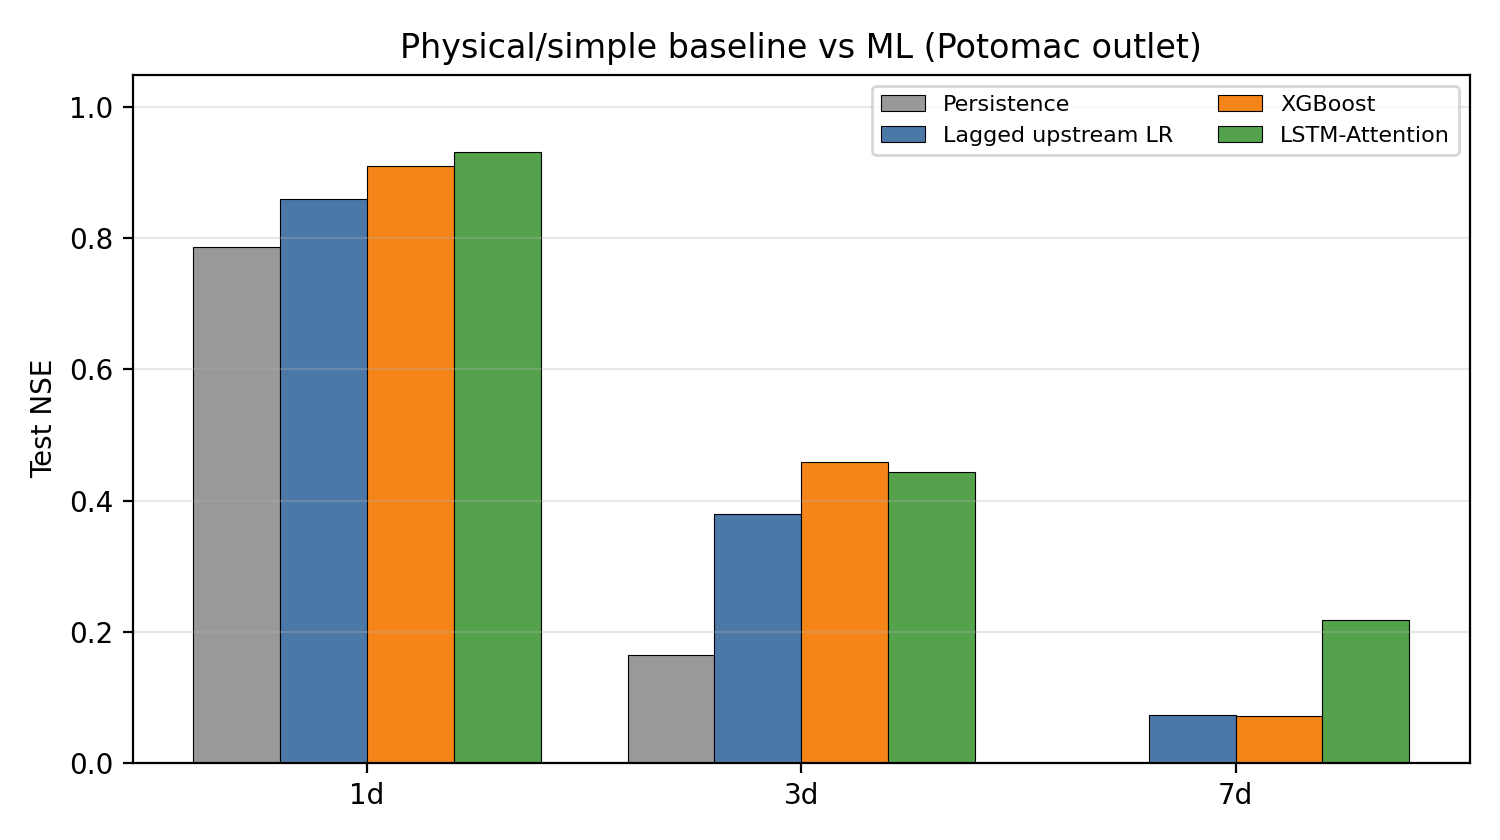 Physical/simple baseline vs ML (Potomac outlet)
Persistence
Lagged upstream LR
XGBoost
LSTM-Attention
Test NSE
1.0
0.8
0.6
0.4
0.2
0.0
1d 3d 7d